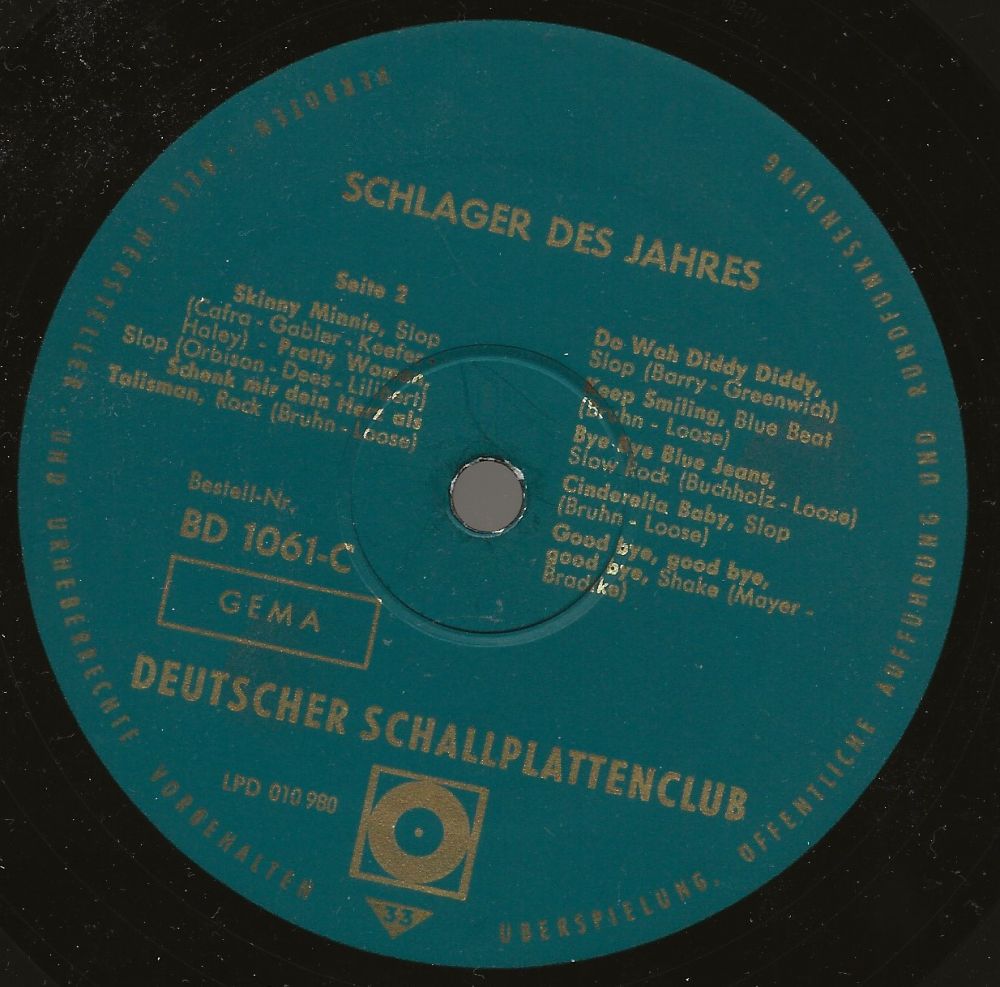 SCHLAGER DES JAHRES
Seite 2
Skinny Minnie, Slop
(Cafra - Gabler - Keefer -
Haley) - Pretty Woman,
Slop (Orbison - Dees - Lilibert)
Schenk mir dein Herz als
Talisman, Rock (Bruhn - Loose)
Do Wah Diddy Diddy,
Slop (Barry - Greenwich)
Keep Smiling, Blue Beat
(Bruhn - Loose)
Bye Bye Blue Jeans,
Slow Rock (Buchholz - Loose)
Cinderella Baby, Slop
(Bruhn - Loose)
Good bye, good bye,
good bye, Shake (Mayer -
Bradtke)
Bestell-Nr.
BD 1061-C
GEMA
DEUTSCHER SCHALLPLATTENCLUB
LPD 010 980
33
ALLE HERSTELLER- UND URHEBERRECHTE VORBEHALTEN
ÜBERSPIELUNG, ÖFFENTLICHE AUFFÜHRUNG UND RUNDFUNKSENDUNG
VERBOTEN -